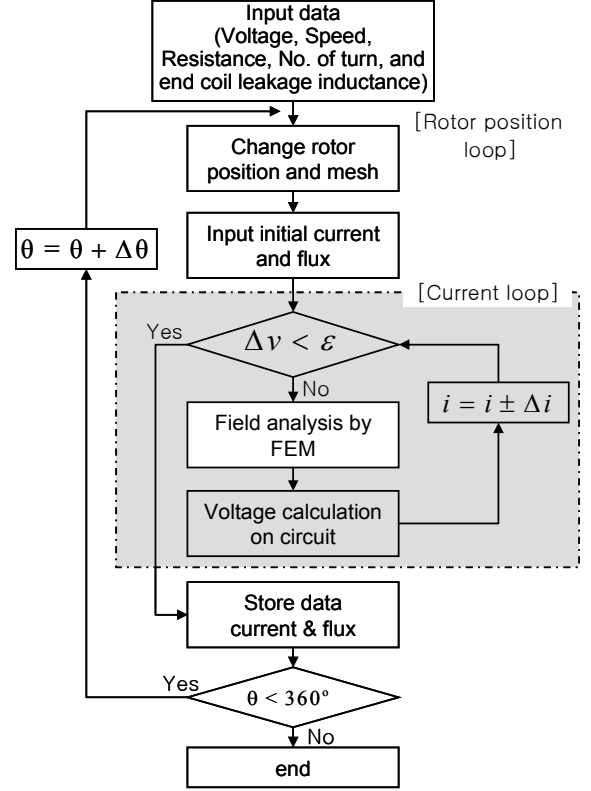 Input data
(Voltage, Speed,
Resistance, No. of turn, and
end coil leakage inductance)
[Rotor position
loop]
Change rotor
position and mesh
θ = θ + Δθ
Input initial current
and flux
[Current loop]
Yes
Δv < ε
No
i = i ± Δi
Field analysis by
FEM
Voltage calculation
on circuit
Store data
current & flux
Yes
θ < 360°
No
end